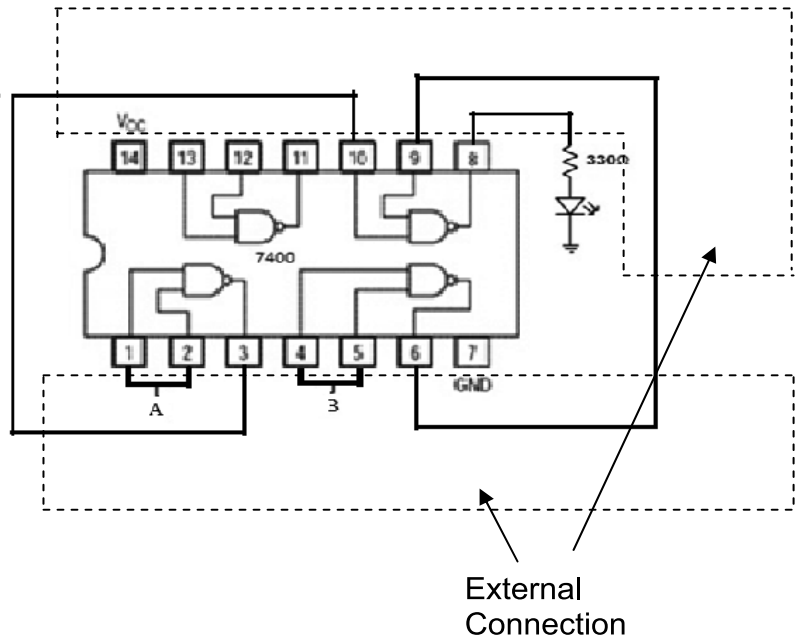 VCC
14 13 12 11 10 9 8
330Ω
7400
1 2 3 4 5 6 7
A B GND
External
Connection